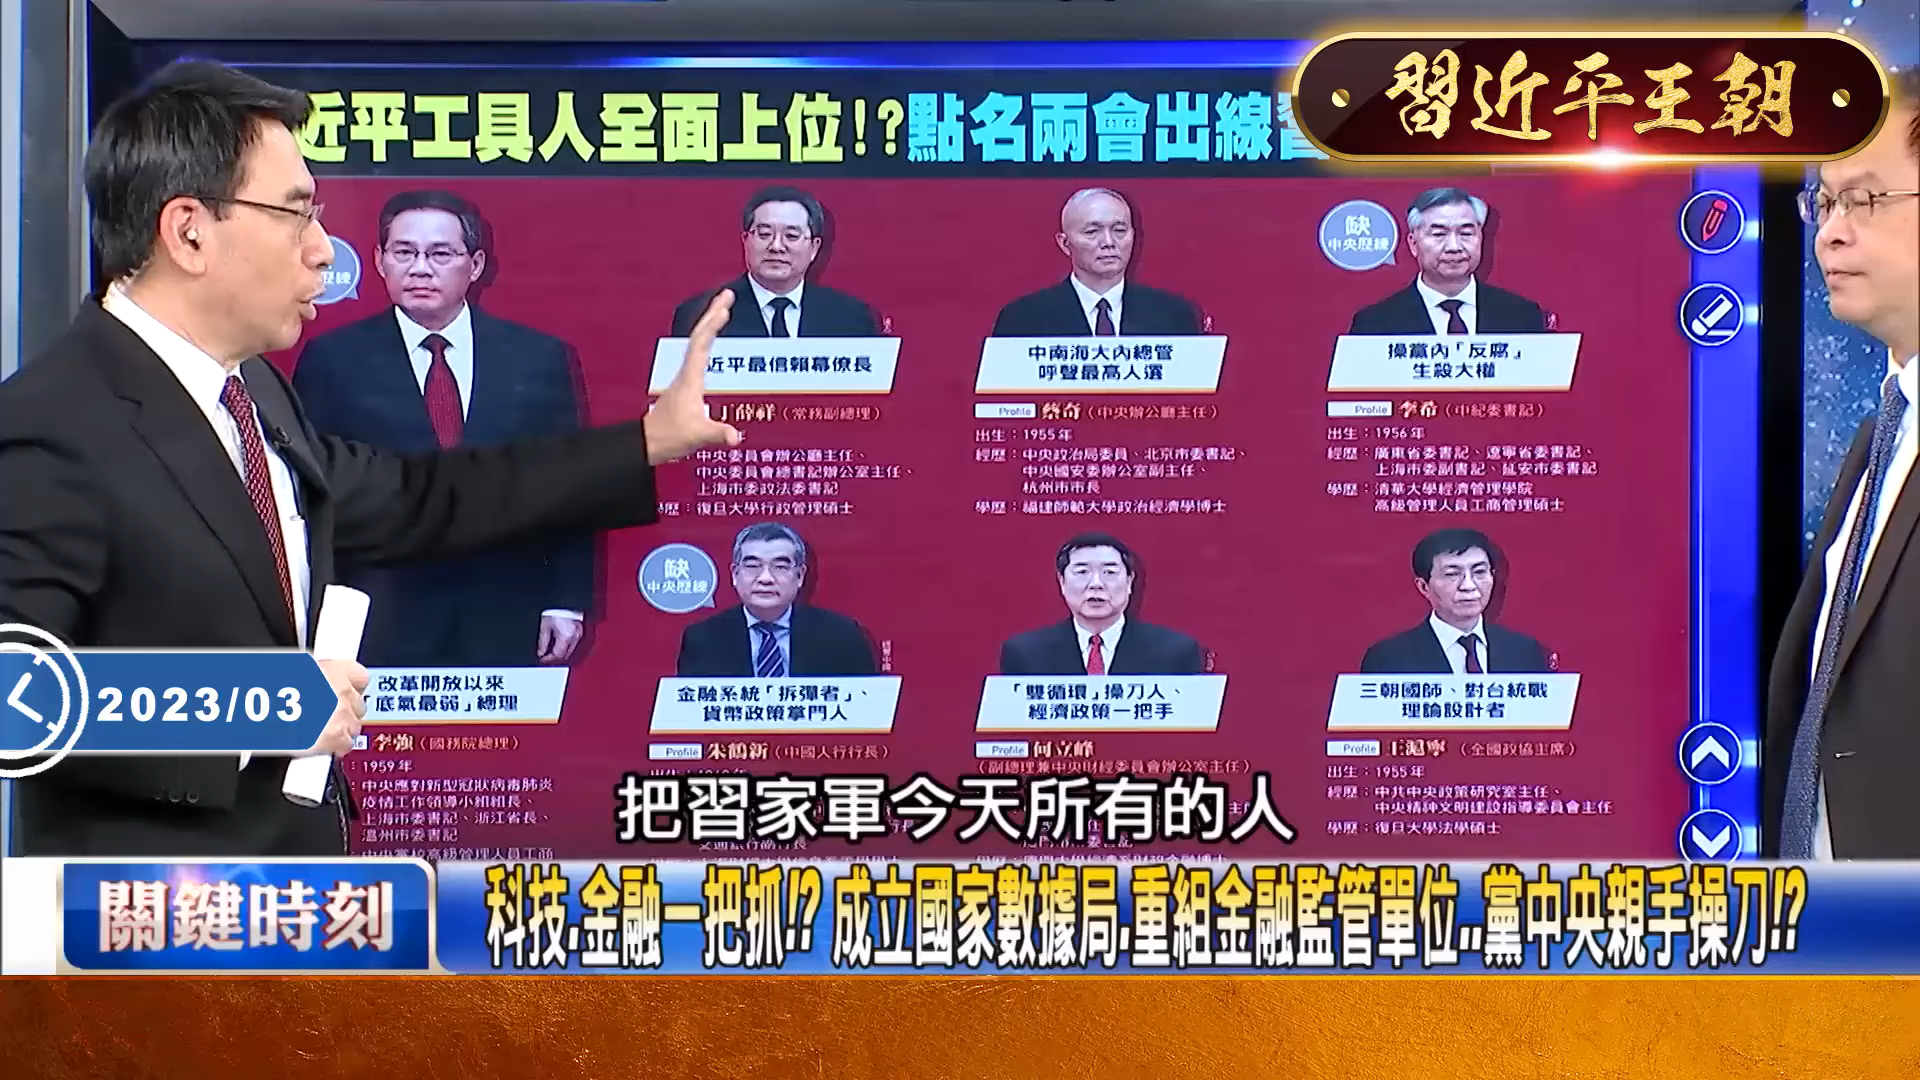 習近平王朝
近平工具人全面上位!?點名兩會出線習
缺
中央歷練
近平最信賴幕僚長
中南海大內總管
呼聲最高人選
操黨內「反腐」
生殺大權
丁薛祥(常務副總理)
Profile 蔡奇(中央辦公廳主任)
Profile 李希(中紀委書記)
出生:1955年
出生:1956年
中央委員會辦公廳主任、
中央委員會總書記辦公室主任、
上海市委政法委書記
學歷:復旦大學行政管理碩士
經歷:中央政治局委員、北京市委書記、
中央國安委辦公室副主任、
杭州市市長
學歷:福建師範大學政治經濟學博士
經歷:廣東省委書記、遼寧省委書記、
上海市委副書記、延安市委書記
學歷:清華大學經濟管理學院
高級管理人員工商管理碩士
缺
中央歷練
改革開放以來
「底氣最弱」總理
金融系統「拆彈者」、
貨幣政策掌門人
「雙循環」操刀人、
經濟政策一把手
三朝國師、對台統戰
理論設計者
李強(國務院總理)
Profile 朱鶴新(中國人行行長)
Profile 何立峰
(副總理兼中央財經委員會辦公室主任)
Profile 王滬寧(全國政協主席)
:1959年
:中央應對新型冠狀病毒肺炎
疫情工作領導小組組長、
上海市委書記、浙江省長、
溫州市委書記
:中央黨校高級管理人員工商
出生:1955年
經歷:中共中央政策研究室主任、
中央精神文明建設指導委員會主任
學歷:復旦大學法學碩士
2023/03
把習家軍今天所有的人
關鍵時刻
科技.金融一把抓!? 成立國家數據局.重組金融監管單位..黨中央親手操刀!?